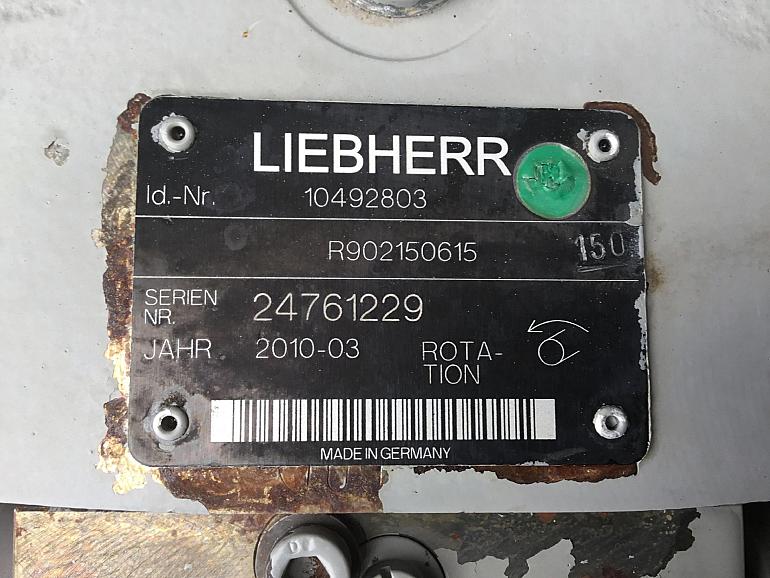 LIEBHERR
Id.-Nr. 10492803
R902150615 150
SERIEN
NR. 24761229
JAHR 2010-03 ROTA-
TION
MADE IN GERMANY